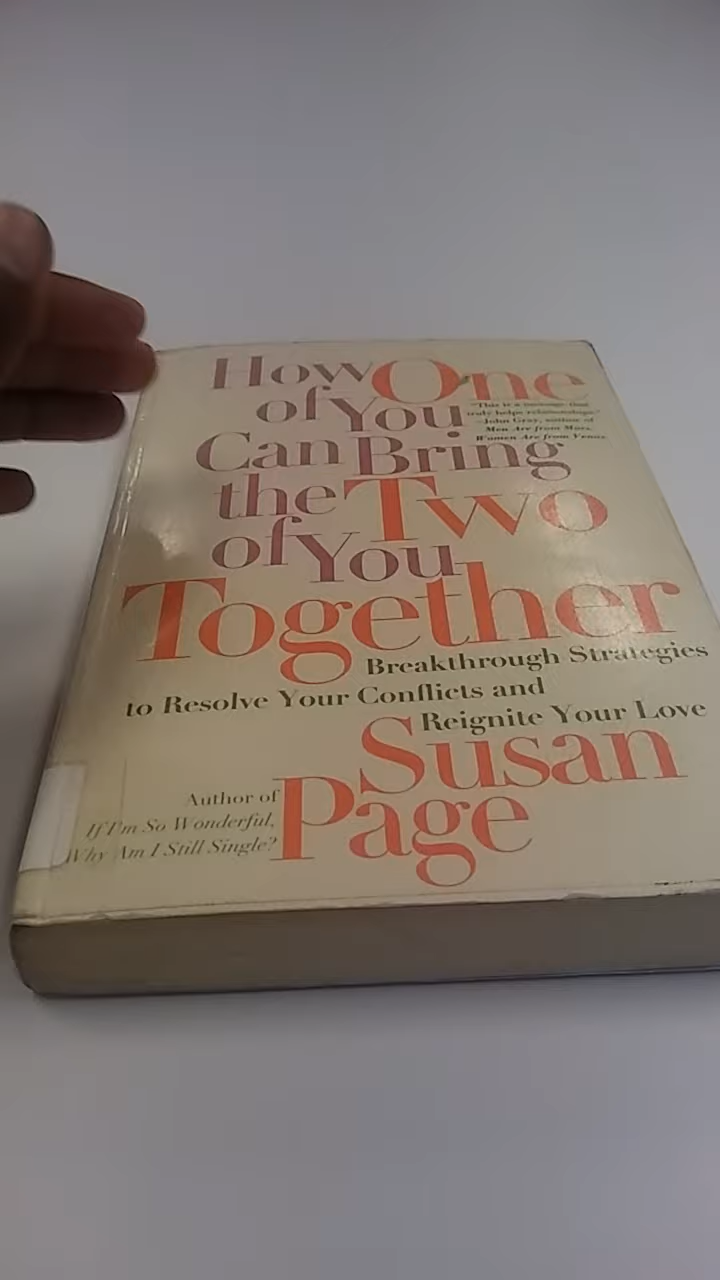 How One
of You
"This is a message that
truly helps relationships."
—John Gray, author of
Men Are from Mars,
Women Are from Venus
Can Bring
the Two
of You
Together
Breakthrough Strategies
to Resolve Your Conflicts and
Reignite Your Love
Susan
Page
Author of
If I'm So Wonderful,
Why Am I Still Single?